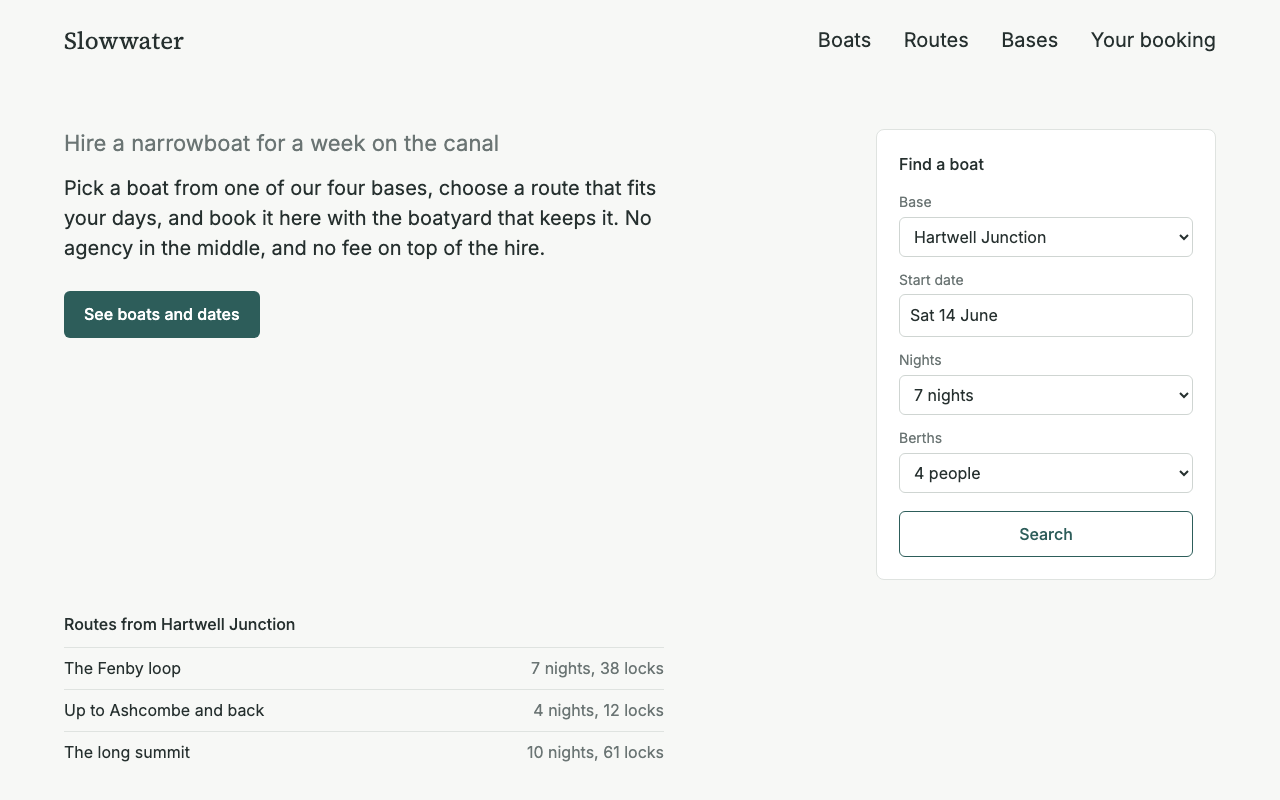 Slowwater
Boats Routes Bases Your booking
Hire a narrowboat for a week on the canal
Pick a boat from one of our four bases, choose a route that fits
your days, and book it here with the boatyard that keeps it. No
agency in the middle, and no fee on top of the hire.
See boats and dates
Find a boat
Base
Hartwell Junction
Start date
Sat 14 June
Nights
7 nights
Berths
4 people
Search
Routes from Hartwell Junction
The Fenby loop 7 nights, 38 locks
Up to Ashcombe and back 4 nights, 12 locks
The long summit 10 nights, 61 locks